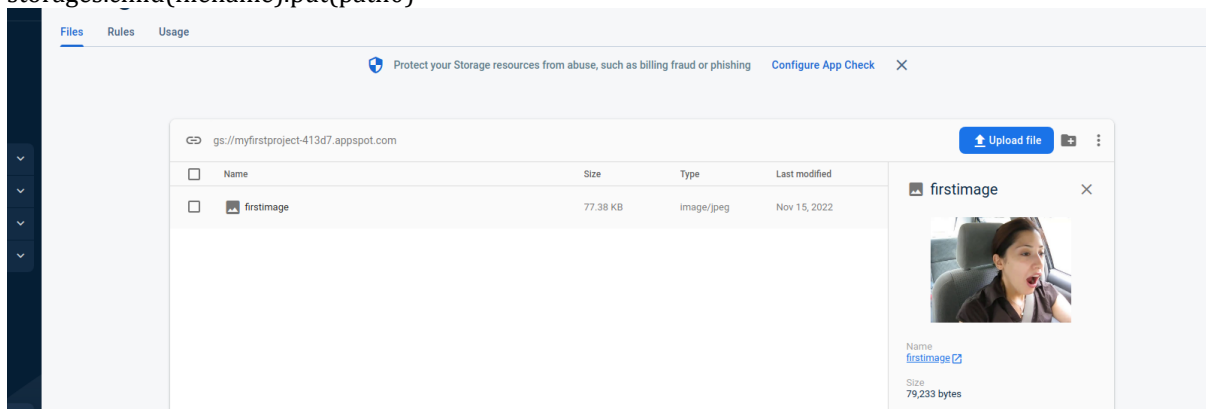 storages.child(filename).put(path0)
Files Rules Usage
Protect your Storage resources from abuse, such as billing fraud or phishing Configure App Check
gs://myfirstproject-413d7.appspot.com
Upload file
Name Size Type Last modified
firstimage
firstimage 77.38 KB image/jpeg Nov 15, 2022
Name
firstimage
Size
79,233 bytes